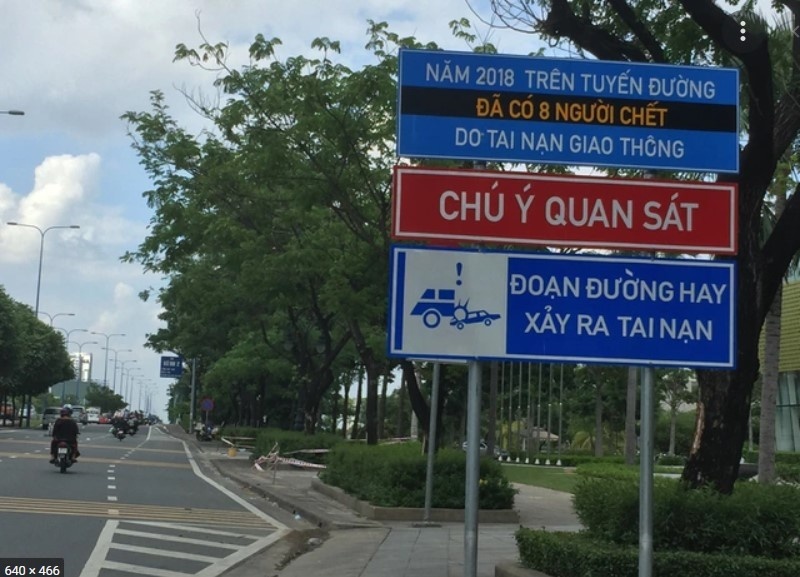 NĂM 2018 TRÊN TUYẾN ĐƯỜNG
ĐÃ CÓ 8 NGƯỜI CHẾT
DO TAI NẠN GIAO THÔNG
CHÚ Ý QUAN SÁT
!
ĐOẠN ĐƯỜNG HAY
XẢY RA TAI NẠN
640 × 466